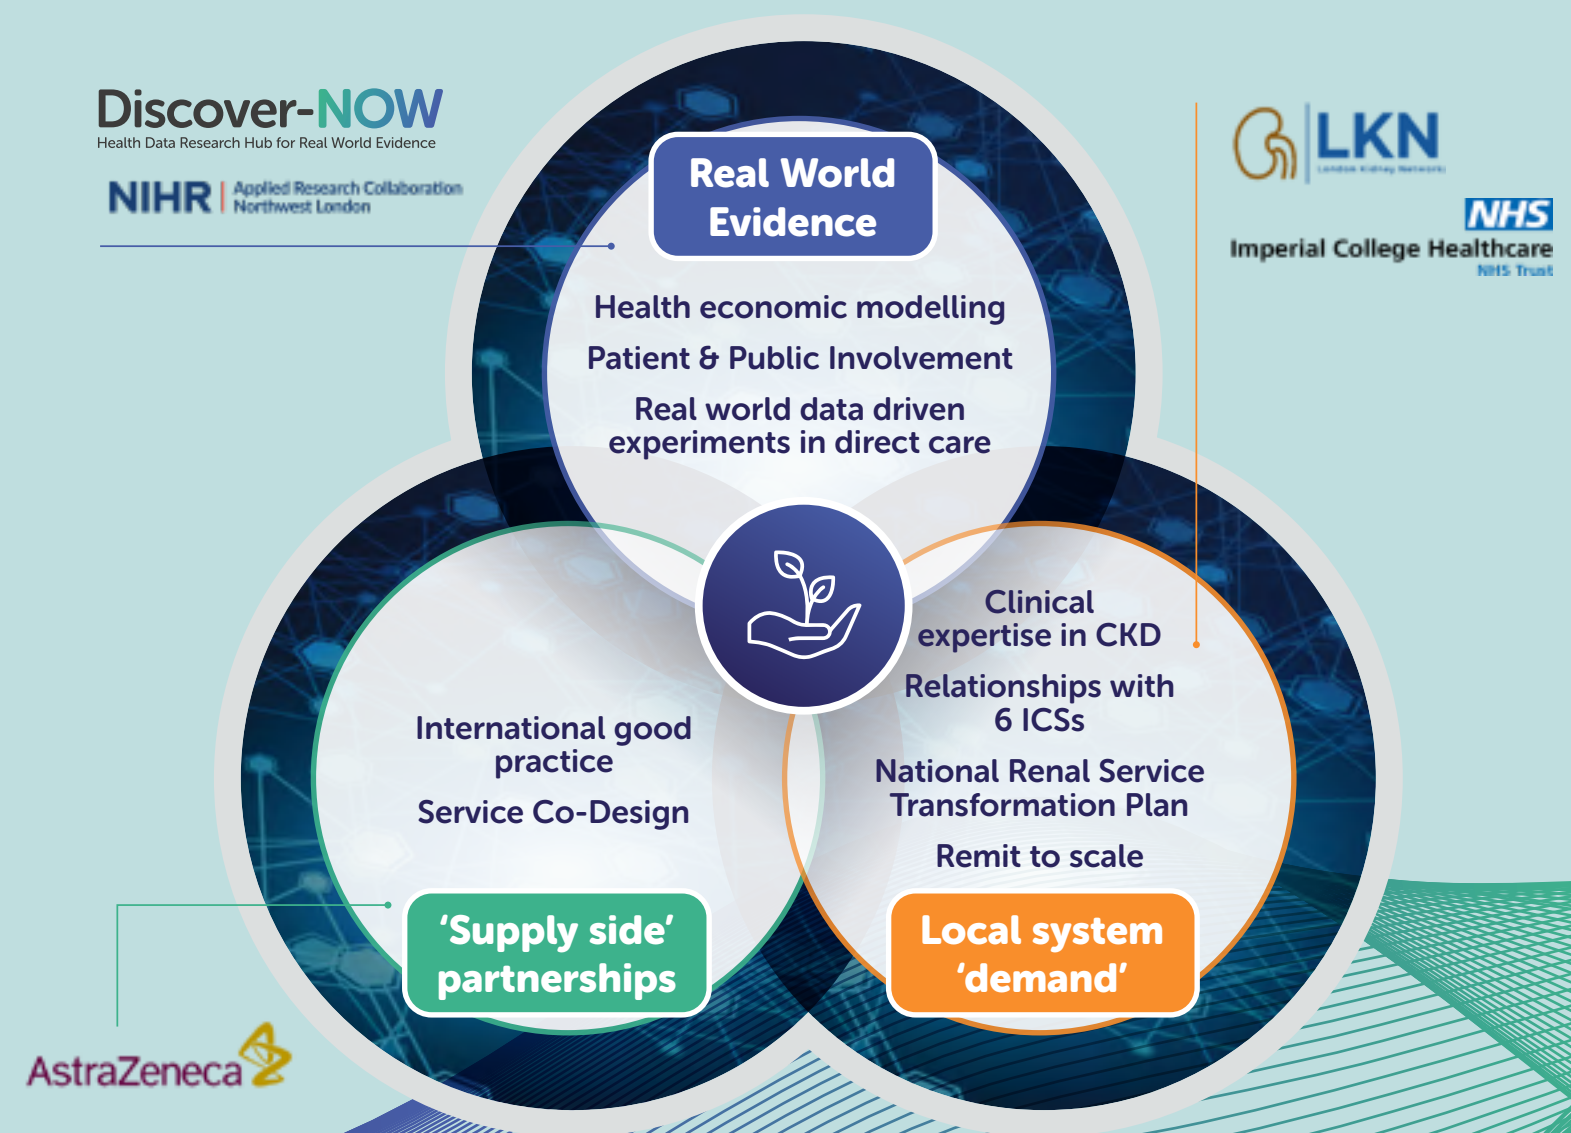 Discover-NOW
Health Data Research Hub for Real World Evidence
NIHR
Applied Research Collaboration
Northwest London
LKN
London Kidney Network
NHS
Imperial College Healthcare
NHS Trust
Real World
Evidence
Health economic modelling
Patient & Public Involvement
Real world data driven
experiments in direct care
Clinical
expertise in CKD
Relationships with
6 ICSs
National Renal Service
Transformation Plan
Remit to scale
Local system
‘demand’
International good
practice
Service Co-Design
‘Supply side’
partnerships
AstraZeneca